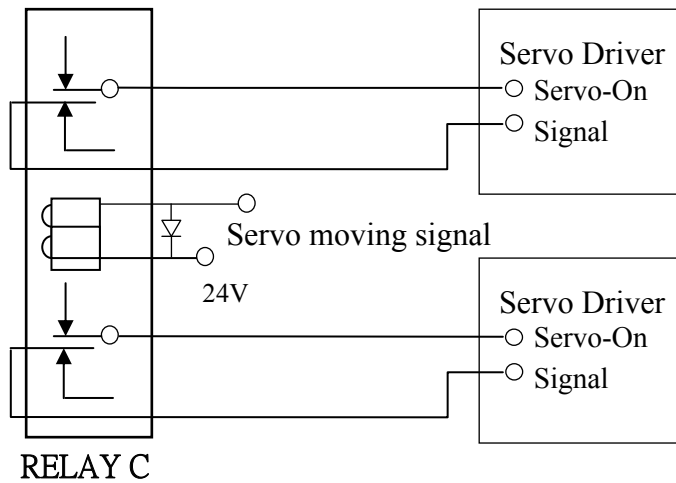 Servo Driver
Servo-On
Signal
Servo moving signal
24V
Servo Driver
Servo-On
Signal
RELAY C